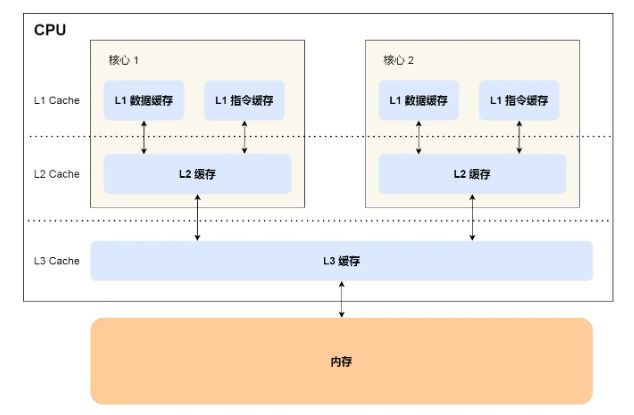 CPU
核心 1
核心 2
L1 Cache
L1 数据缓存
L1 指令缓存
L1 数据缓存
L1 指令缓存
L2 Cache
L2 缓存
L2 缓存
L3 Cache
L3 缓存
内存